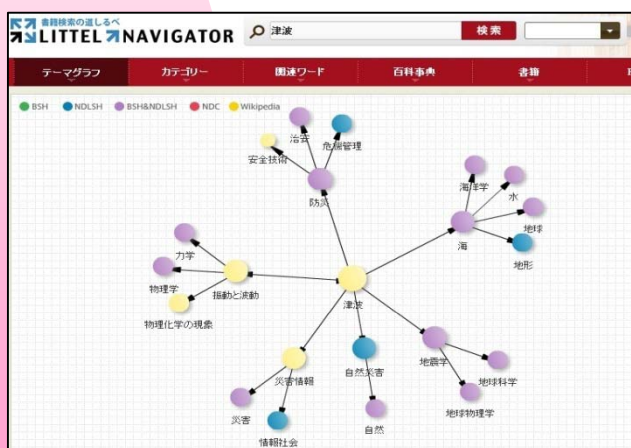 書籍検索の道しるべ
LITTEL NAVIGATOR
津波
検索
テーマグラフ
カテゴリー
関連ワード
百科事典
書籍
BSH
NDLSH
BSH&NDLSH
NDC
Wikipedia
治安
危機管理
安全技術
防災
海洋学
水
地球
海
地形
力学
物理学
振動と波動
物理化学の現象
津波
地震学
地球科学
地球物理学
災害情報
自然災害
災害
情報社会
自然